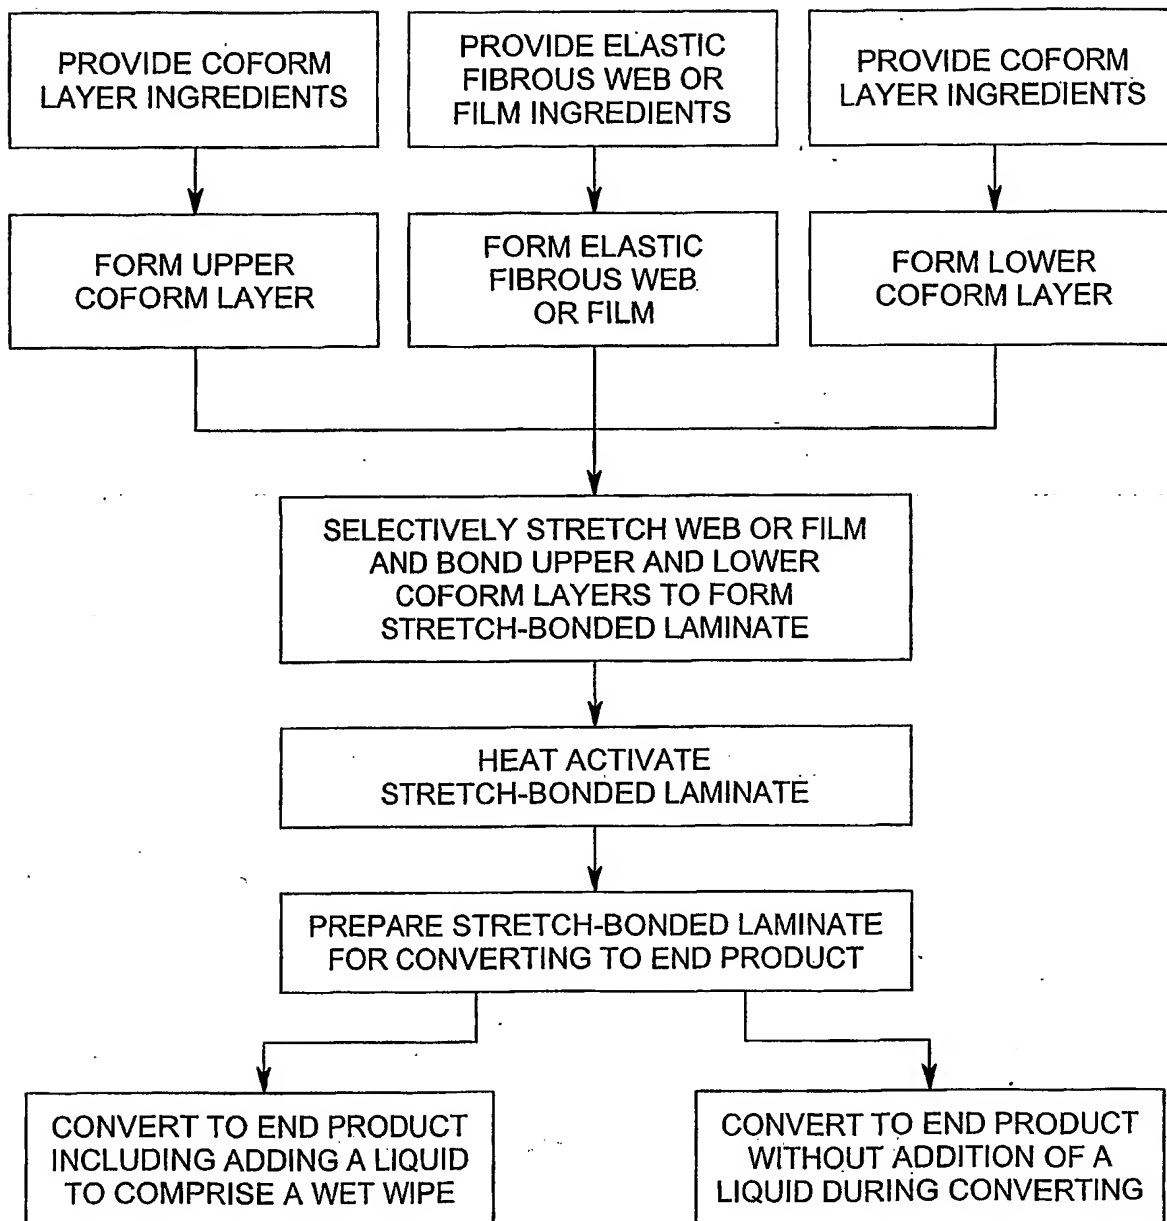 PROVIDE COFORM
LAYER INGREDIENTS
PROVIDE ELASTIC
FIBROUS WEB OR
FILM INGREDIENTS
PROVIDE COFORM
LAYER INGREDIENTS
FORM UPPER
COFORM LAYER
FORM ELASTIC
FIBROUS WEB
OR FILM
FORM LOWER
COFORM LAYER
SELECTIVELY STRETCH WEB OR FILM
AND BOND UPPER AND LOWER
COFORM LAYERS TO FORM
STRETCH-BONDED LAMINATE
HEAT ACTIVATE
STRETCH-BONDED LAMINATE
PREPARE STRETCH-BONDED LAMINATE
FOR CONVERTING TO END PRODUCT
CONVERT TO END PRODUCT
INCLUDING ADDING A LIQUID
TO COMPRISE A WET WIPE
CONVERT TO END PRODUCT
WITHOUT ADDITION OF A
LIQUID DURING CONVERTING